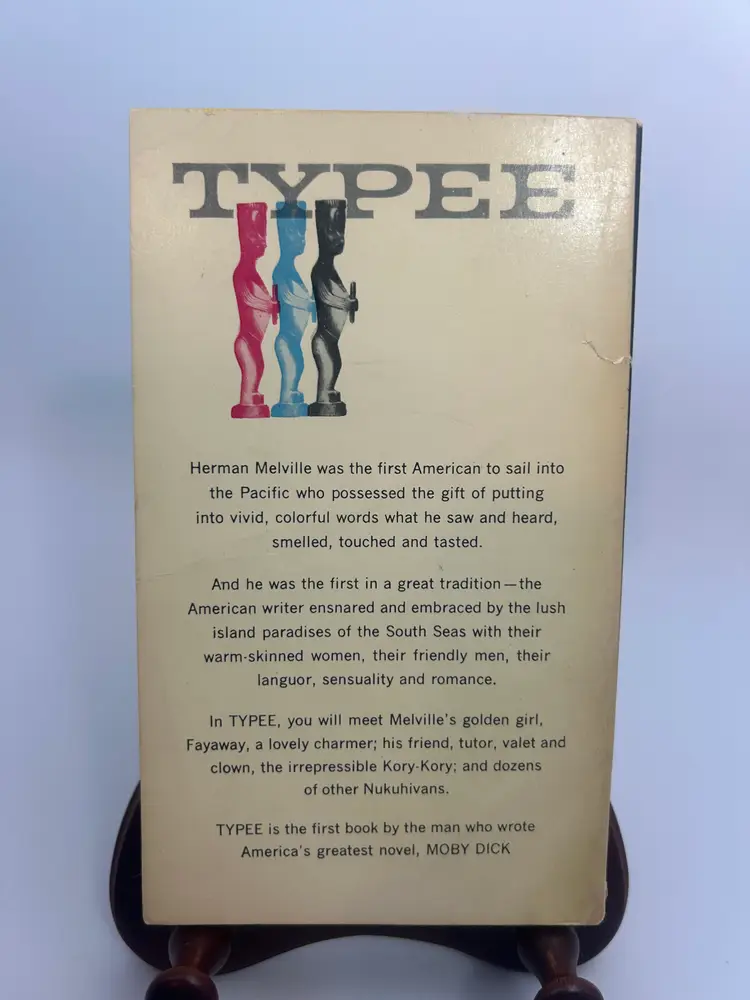 TYPEE
Herman Melville was the first American to sail into
the Pacific who possessed the gift of putting
into vivid, colorful words what he saw and heard,
smelled, touched and tasted.
And he was the first in a great tradition—the
American writer ensnared and embraced by the lush
island paradises of the South Seas with their
warm-skinned women, their friendly men, their
languor, sensuality and romance.
In TYPEE, you will meet Melville's golden girl,
Fayaway, a lovely charmer; his friend, tutor, valet and
clown, the irrepressible Kory-Kory; and dozens
of other Nukuhivans.
TYPEE is the first book by the man who wrote
America's greatest novel, MOBY DICK